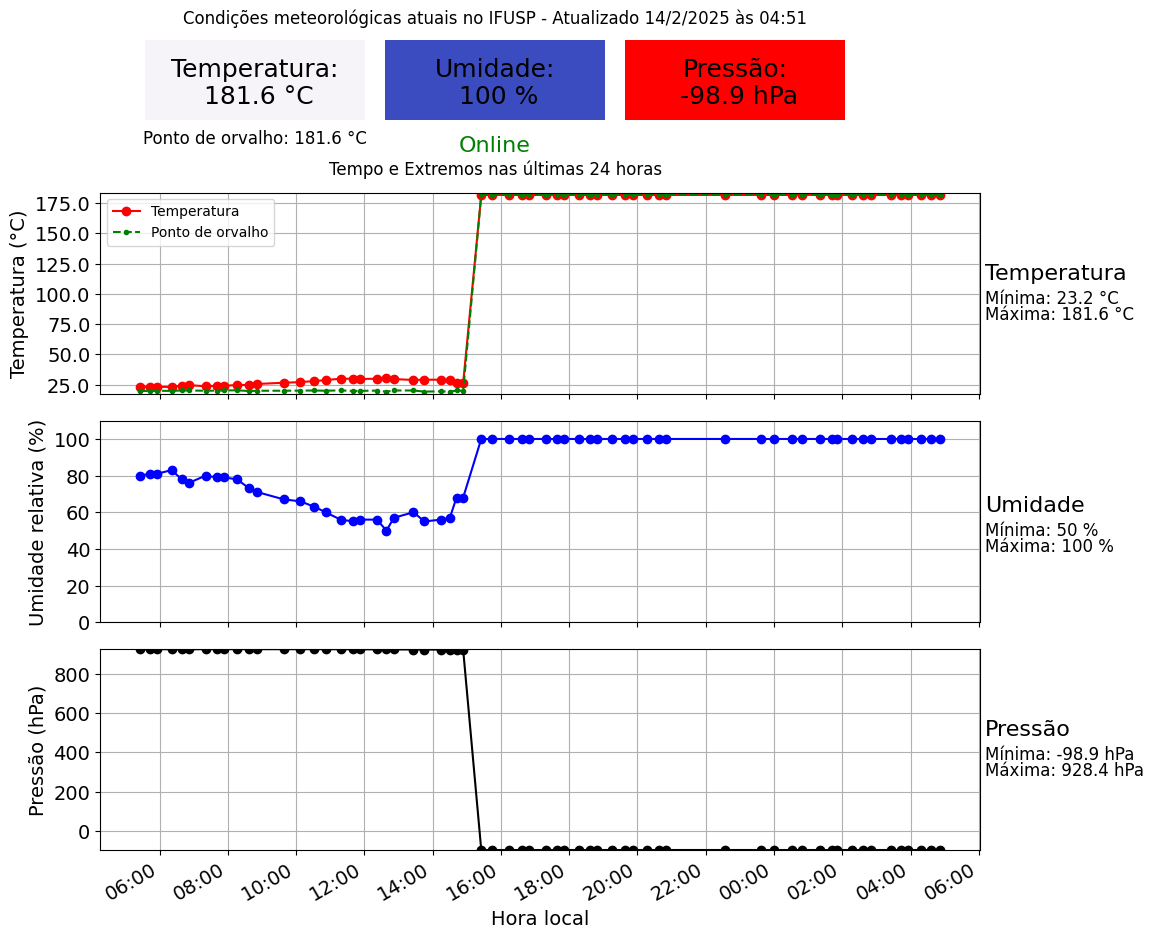 Condições meteorológicas atuais no IFUSP - Atualizado 14/2/2025 às 04:51
Temperatura:
181.6 °C
Umidade:
100 %
Pressão:
-98.9 hPa
Ponto de orvalho: 181.6 °C
Online
Tempo e Extremos nas últimas 24 horas
Temperatura (°C)
175.0
150.0
125.0
100.0
75.0
50.0
25.0
Temperatura
Ponto de orvalho
Temperatura
Mínima: 23.2 °C
Máxima: 181.6 °C
Umidade relativa (%)
100
80
60
40
20
0
Umidade
Mínima: 50 %
Máxima: 100 %
Pressão (hPa)
800
600
400
200
0
Pressão
Mínima: -98.9 hPa
Máxima: 928.4 hPa
06:00 08:00 10:00 12:00 14:00 16:00 18:00 20:00 22:00 00:00 02:00 04:00 06:00
Hora local